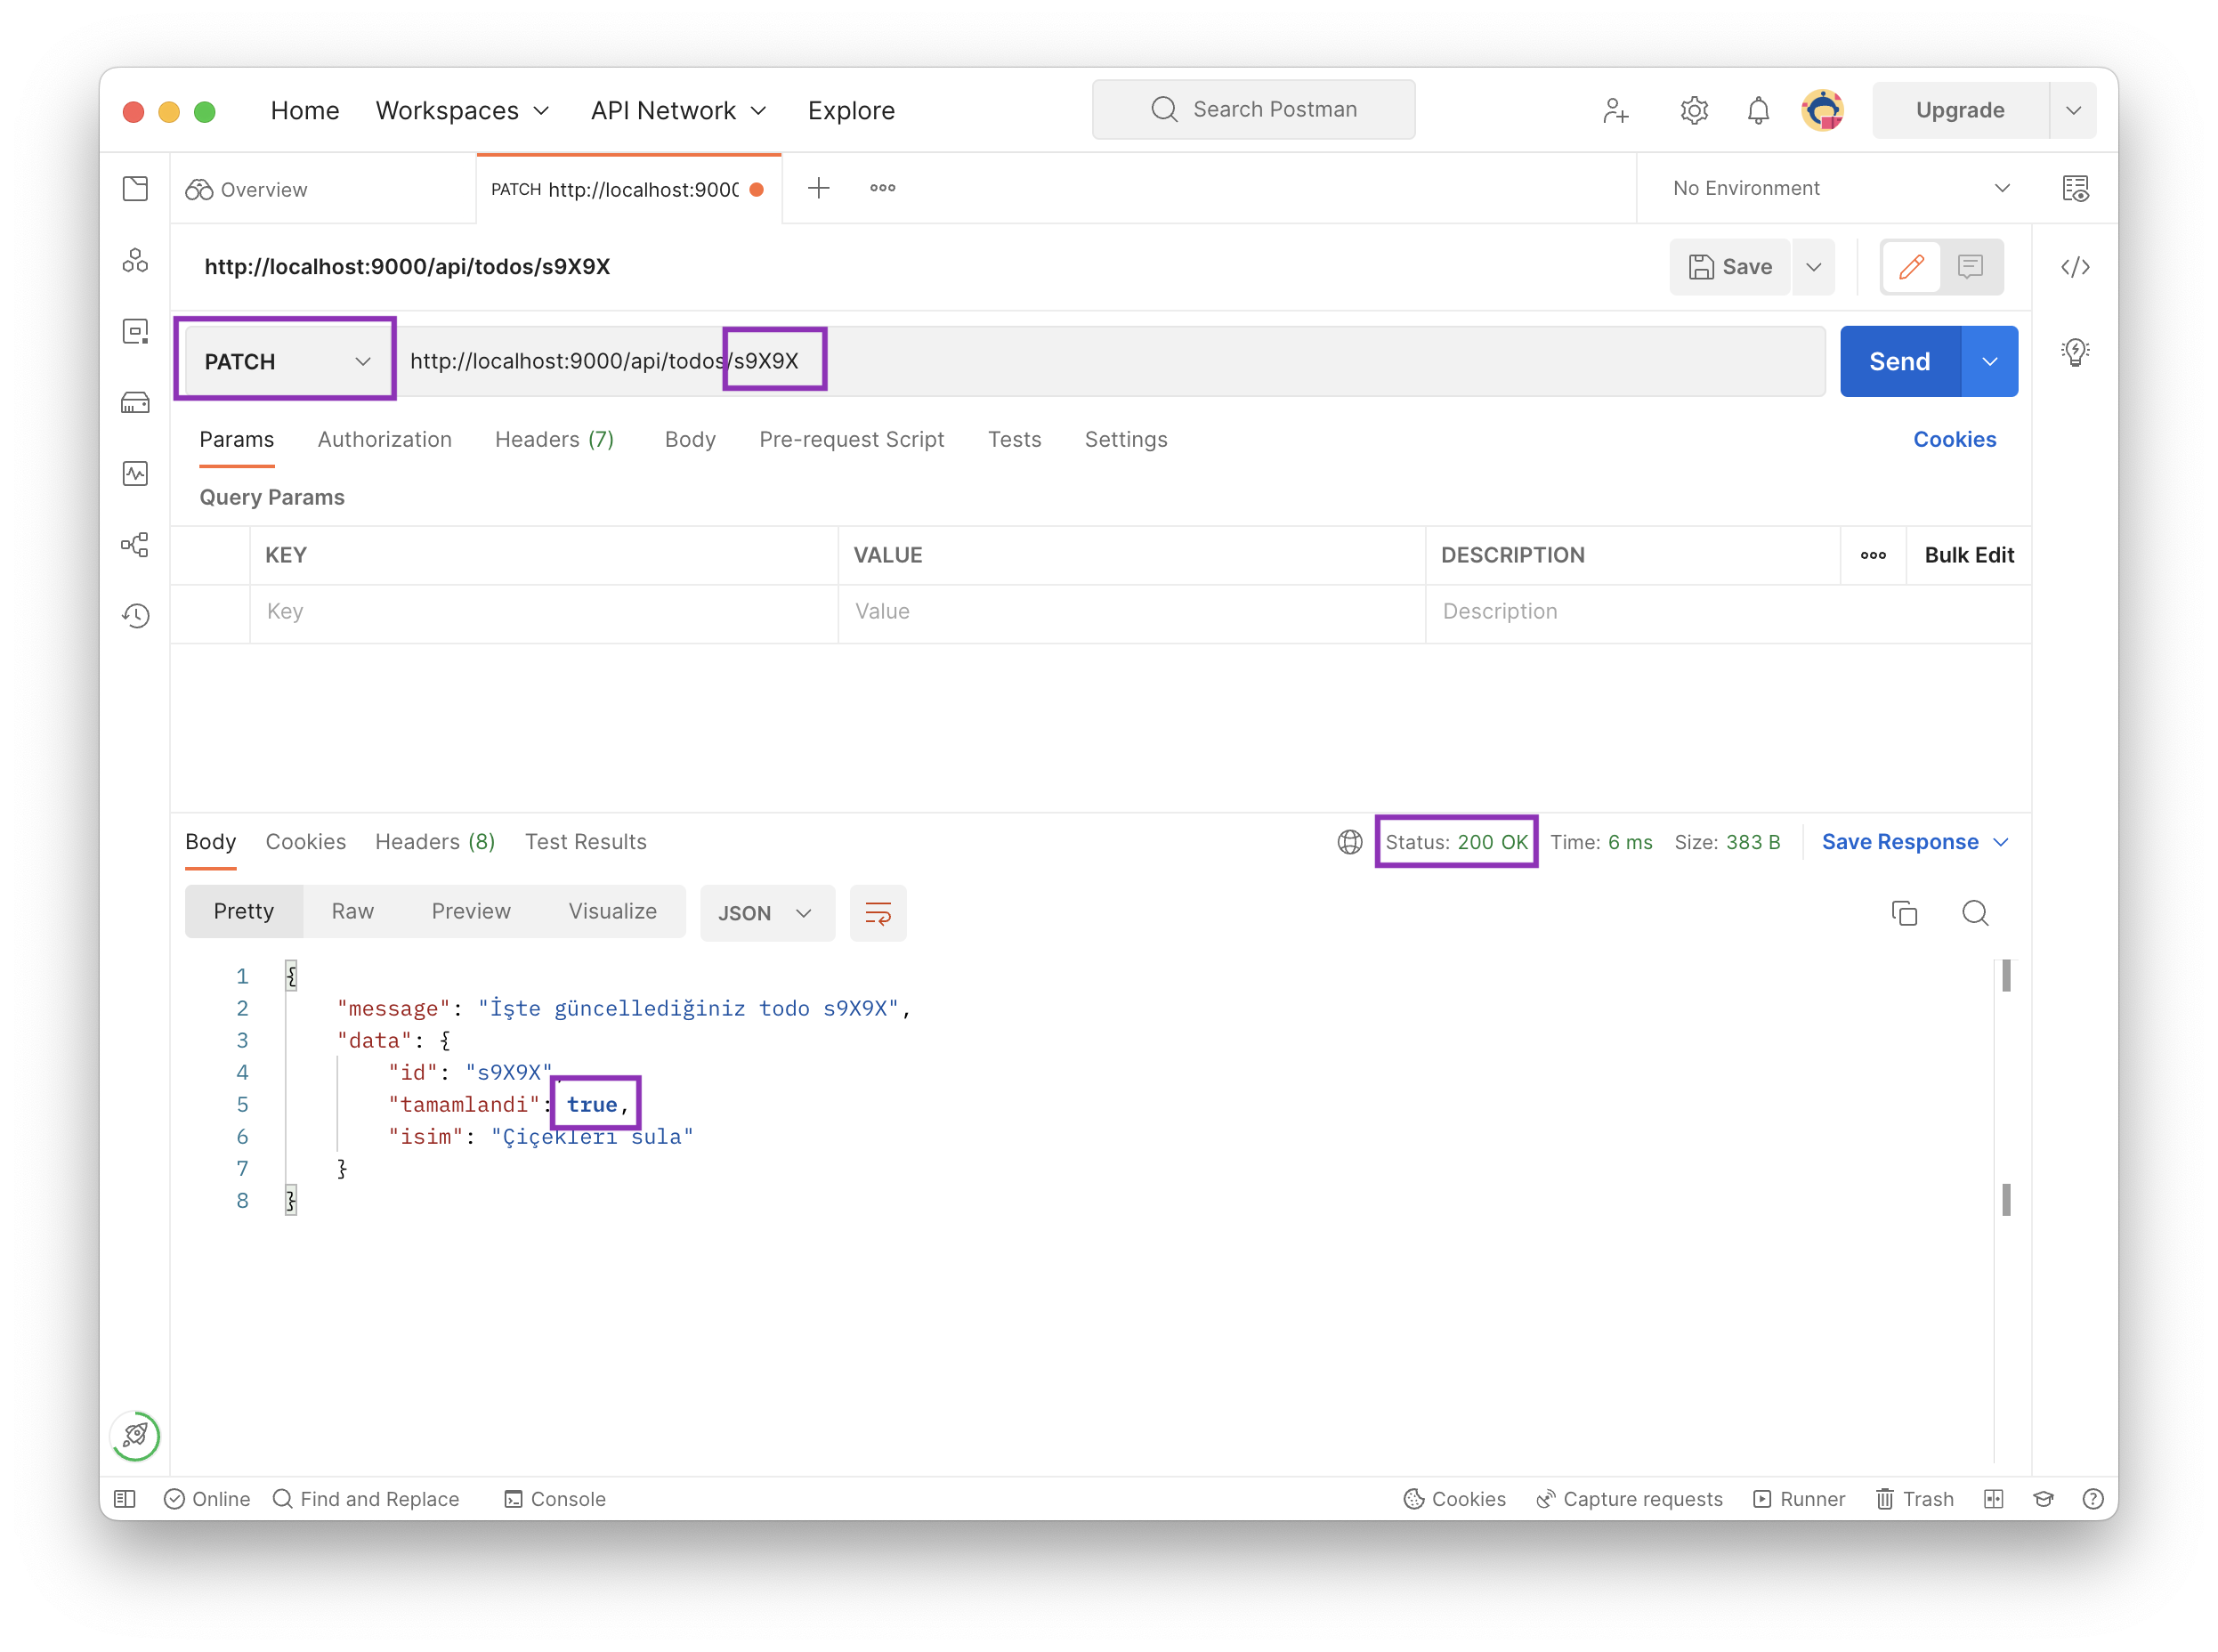 Home Workspaces API Network Explore Search Postman Upgrade
Overview PATCH http://localhost:900 No Environment
http://localhost:9000/api/todos/s9X9X Save
PATCH http://localhost:9000/api/todos/s9X9X Send
Params Authorization Headers (7) Body Pre-request Script Tests Settings Cookies
Query Params
KEY VALUE DESCRIPTION Bulk Edit
Key Value Description
Body Cookies Headers (8) Test Results Status: 200 OK Time: 6 ms Size: 383 B Save Response
Pretty Raw Preview Visualize JSON
1 {
2 "message": "İşte güncellediğiniz todo s9X9X",
3 "data": {
4 "id": "s9X9X",
5 "tamamlandi": true,
6 "isim": "Çiçekleri sula"
7 }
8 }
Online Find and Replace Console Cookies Capture requests Runner Trash